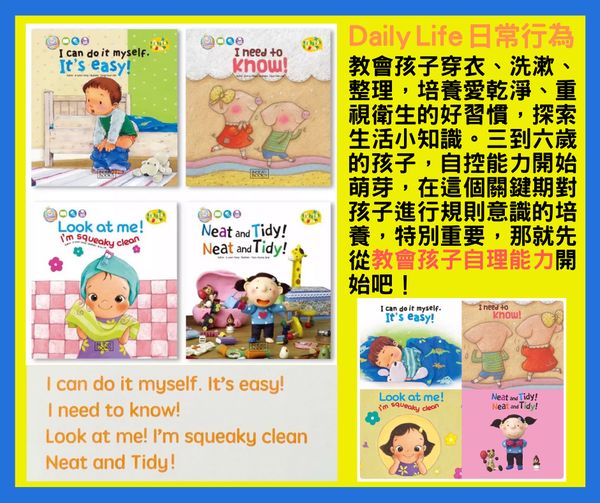 I can do it myself.
It's easy!
I need to
know!
Look at me!
I'm squeaky clean
Neat and Tidy!
Neat and Tidy!
I can do it myself. It's easy!
I need to know!
Look at me! I'm squeaky clean
Neat and Tidy!
Daily Life 日常行為
教會孩子穿衣、洗漱、
整理，培養愛乾淨、重
視衛生的好習慣，探索
生活小知識。三到六歲
的孩子，自控能力開始
萌芽，在這個關鍵期對
孩子進行規則意識的培
養，特別重要，那就先
從教會孩子自理能力開
始吧！
I can do it myself.
It's easy!
I need to
know!
Look at me!
I'm squeaky clean
Neat and Tidy!
Neat and Tidy!